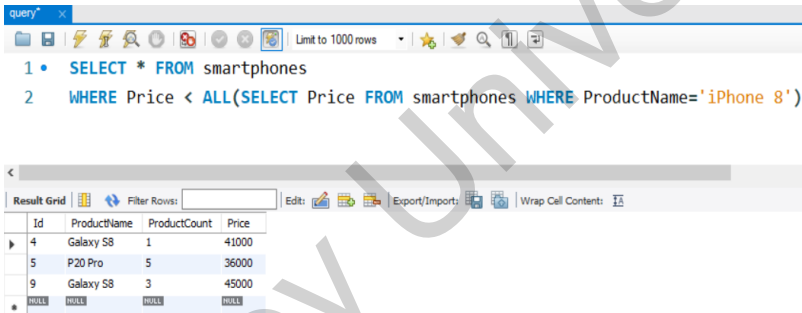 query*
Limit to 1000 rows
1 SELECT * FROM smartphones
2 WHERE Price < ALL(SELECT Price FROM smartphones WHERE ProductName='iPhone 8')
Result Grid Filter Rows: Edit: Export/Import: Wrap Cell Content:
Id ProductName ProductCount Price
4 Galaxy S8 1 41000
5 P20 Pro 5 36000
9 Galaxy S8 3 45000
NULL NULL NULL NULL